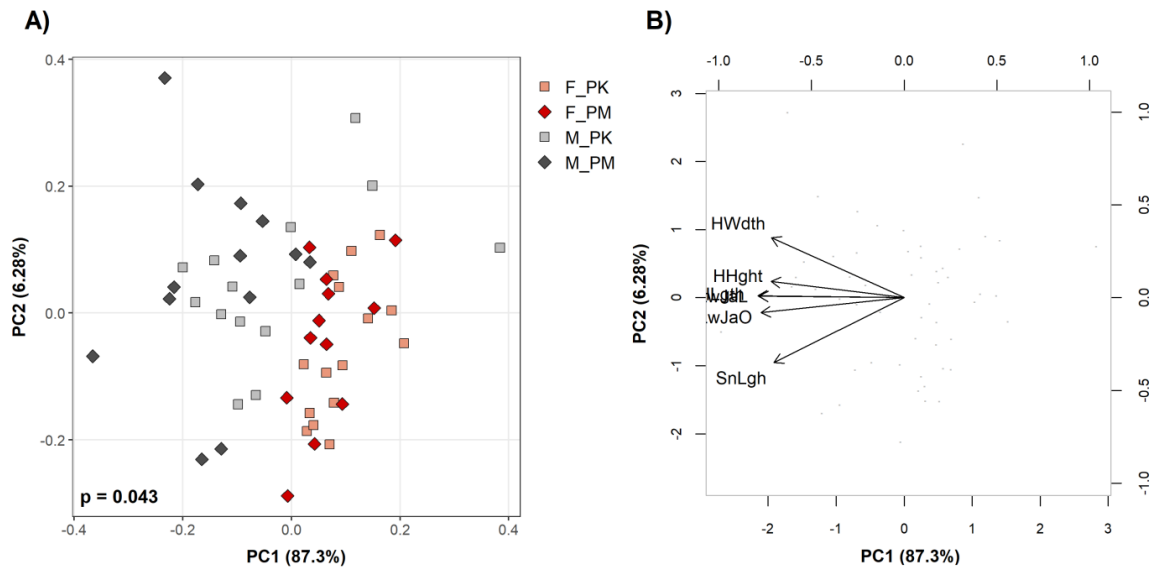 A)
0.4
0.2
0.0
-0.2
-0.4
-0.2
0.0
0.2
0.4
PC2 (6.28%)
PC1 (87.3%)
p = 0.043
F_PK
F_PM
M_PK
M_PM
B)
-1.0
-0.5
0.0
0.5
1.0
3
2
1
0
-1
-2
1.0
0.5
0.0
-0.5
-1.0
HWdth
HHght
wJaO
SnLgh
-2
-1
0
1
2
3
PC2 (6.28%)
PC1 (87.3%)